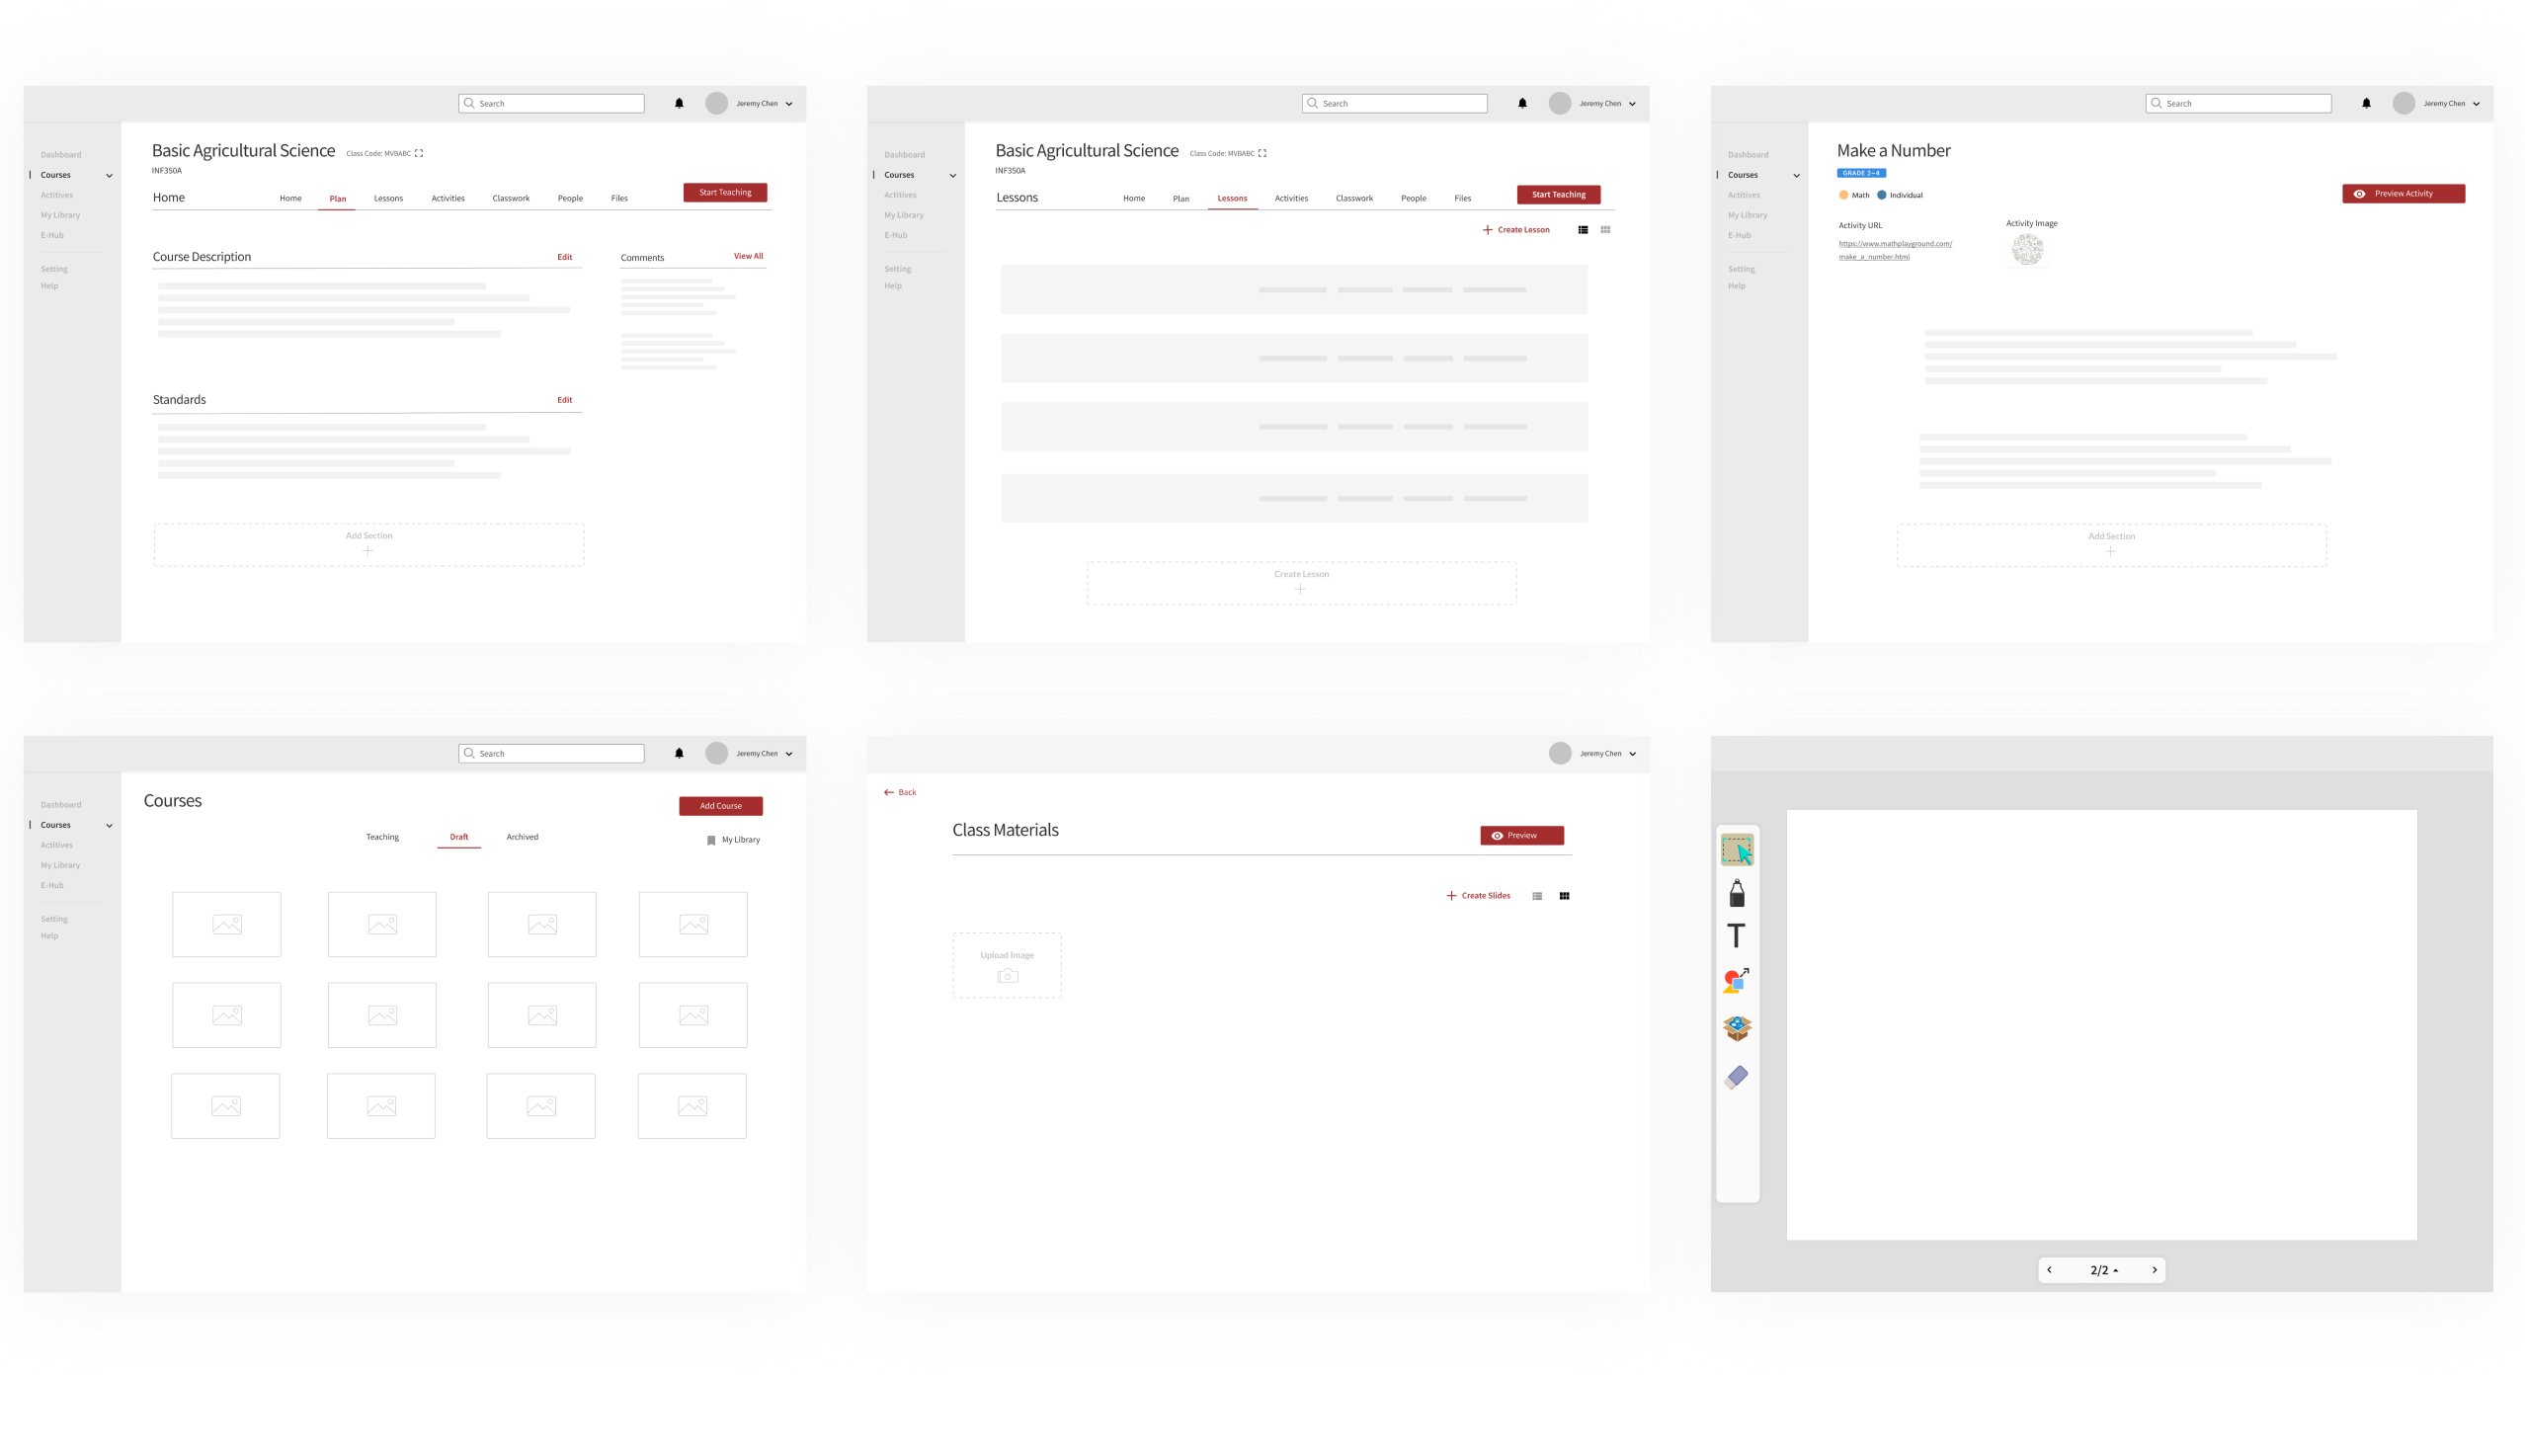 Search
Jeremy Chen
Dashboard
Courses
Actitives
My Library
E-Hub
Setting
Help
Basic Agricultural Science
Class Code: MVBABC
INF350A
Home
Home
Plan
Lessons
Activities
Classwork
People
Files
Start Teaching
Course Description
Edit
Comments
View All
Standards
Edit
Add Section
Search
Jeremy Chen
Dashboard
Courses
Actitives
My Library
E-Hub
Setting
Help
Basic Agricultural Science
Class Code: MVBABC
INF350A
Lessons
Home
Plan
Lessons
Activities
Classwork
People
Files
Start Teaching
Create Lesson
Create Lesson
Search
Jeremy Chen
Dashboard
Courses
Actitives
My Library
E-Hub
Setting
Help
Make a Number
GRADE 2-4
Math
Individual
Preview Activity
Activity URL
https://www.mathplayground.com/
make_a_number.html
Activity Image
Add Section
Search
Jeremy Chen
Dashboard
Courses
Actitives
My Library
E-Hub
Setting
Help
Courses
Add Course
Teaching
Draft
Archived
My Library
Jeremy Chen
Back
Class Materials
Preview
Create Slides
Upload Image
T
2/2